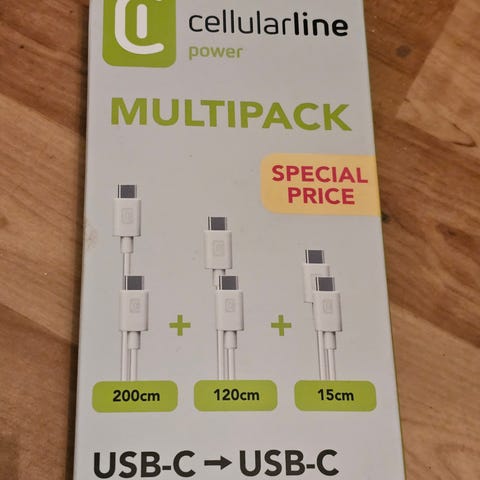 cellularline
power
MULTIPACK
SPECIAL
PRICE
+ +
200cm 120cm 15cm
USB-C → USB-C